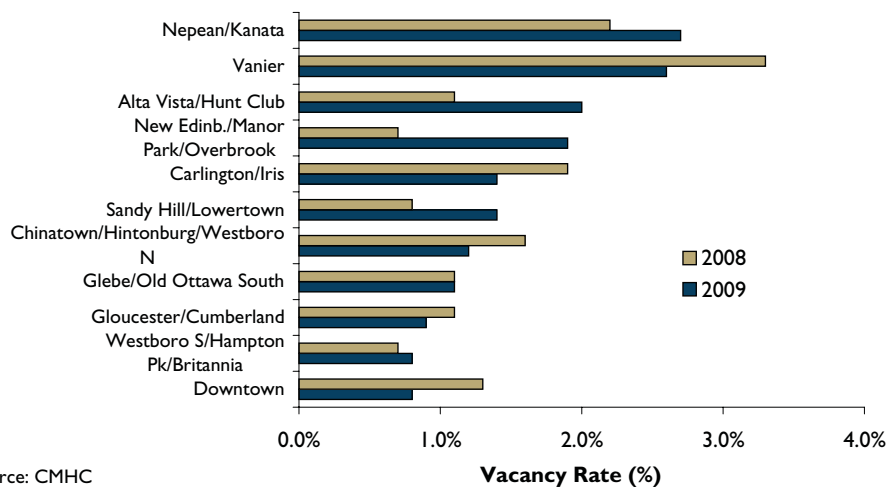 Nepean/Kanata
Vanier
Alta Vista/Hunt Club
New Edinb./Manor
Park/Overbrook
Carlington/Iris
Sandy Hill/Lowertown
Chinatown/Hintonburg/Westboro
N
Glebe/Old Ottawa South
Gloucester/Cumberland
Westboro S/Hampton
Pk/Britannia
Downtown
2008
2009
0.0% 1.0% 2.0% 3.0% 4.0%
Vacancy Rate (%)
rce: CMHC